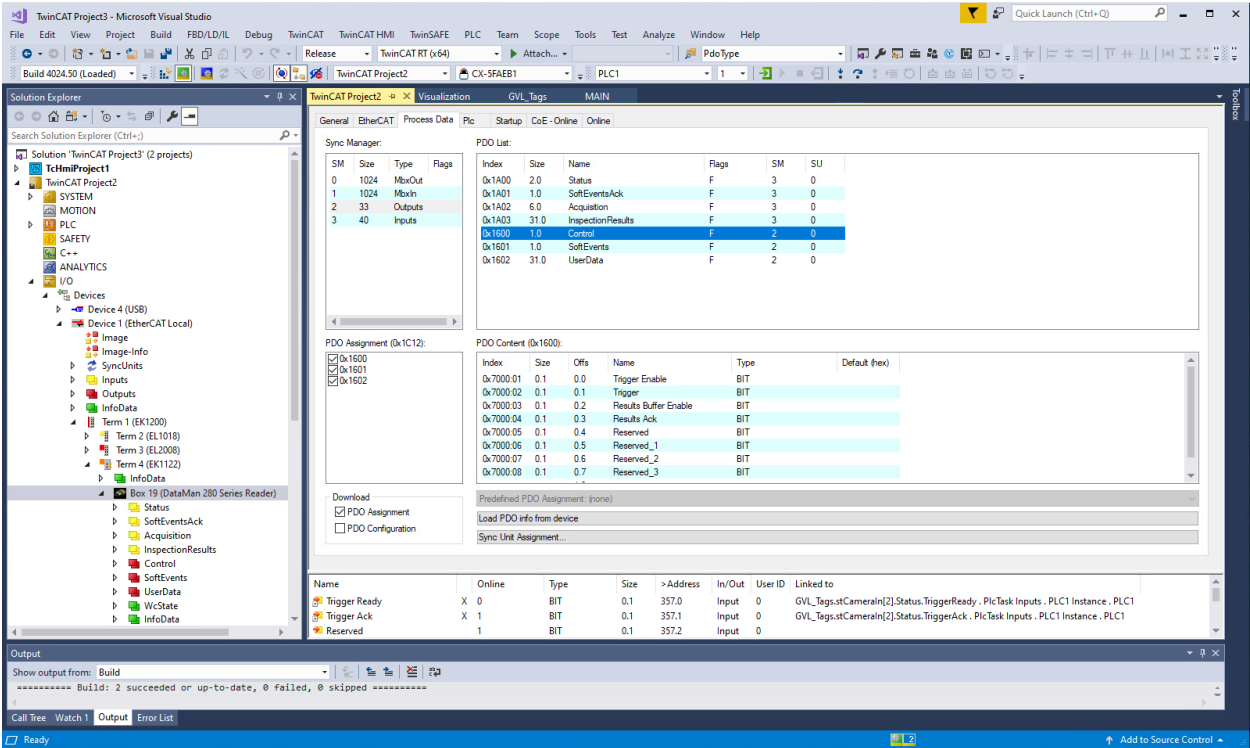 TwinCAT Project3 - Microsoft Visual Studio
Quick Launch (Ctrl+Q)
File Edit View Project Build FBD/LD/IL Debug TwinCAT TwinCAT HMI TwinSAFE PLC Team Scope Tools Test Analyze Window Help
Release TwinCAT RT (x64) Attach... PdoType
Build 4024.50 (Loaded) TwinCAT Project2 CX-5FAEB1 PLC1 1
Solution Explorer
Search Solution Explorer (Ctrl+;)
Solution 'TwinCAT Project3' (2 projects)
TcHmiProject1
TwinCAT Project2
SYSTEM
MOTION
PLC
SAFETY
C++
ANALYTICS
I/O
Devices
Device 4 (USB)
Device 1 (EtherCAT Local)
Image
Image-Info
SyncUnits
Inputs
Outputs
InfoData
Term 1 (EK1200)
Term 2 (EL1018)
Term 3 (EL2008)
Term 4 (EK1122)
InfoData
Box 19 (DataMan 280 Series Reader)
Status
SoftEventsAck
Acquisition
InspectionResults
Control
SoftEvents
UserData
WcState
InfoData
TwinCAT Project2 Visualization GVL_Tags MAIN
Toolbox
General EtherCAT Process Data Plc Startup CoE - Online Online
Sync Manager:
SM Size Type Flags
0 1024 MbxOut
1 1024 MbxIn
2 33 Outputs
3 40 Inputs
PDO List:
Index Size Name Flags SM SU
0x1A00 2.0 Status F 3 0
0x1A01 1.0 SoftEventsAck F 3 0
0x1A02 6.0 Acquisition F 3 0
0x1A03 31.0 InspectionResults F 3 0
0x1600 1.0 Control F 2 0
0x1601 1.0 SoftEvents F 2 0
0x1602 31.0 UserData F 2 0
PDO Assignment (0x1C12):
0x1600
0x1601
0x1602
PDO Content (0x1600):
Index Size Offs Name Type Default (hex)
0x7000:01 0.1 0.0 Trigger Enable BIT
0x7000:02 0.1 0.1 Trigger BIT
0x7000:03 0.1 0.2 Results Buffer Enable BIT
0x7000:04 0.1 0.3 Results Ack BIT
0x7000:05 0.1 0.4 Reserved BIT
0x7000:06 0.1 0.5 Reserved_1 BIT
0x7000:07 0.1 0.6 Reserved_2 BIT
0x7000:08 0.1 0.7 Reserved_3 BIT
Download
PDO Assignment
PDO Configuration
Predefined PDO Assignment: (none)
Load PDO info from device
Sync Unit Assignment...
Name Online Type Size >Address In/Out User ID Linked to
Trigger Ready X 0 BIT 0.1 357.0 Input 0 GVL_Tags.stCameraIn[2].Status.TriggerReady . PlcTask Inputs . PLC1 Instance . PLC1
Trigger Ack X 1 BIT 0.1 357.1 Input 0 GVL_Tags.stCameraIn[2].Status.TriggerAck . PlcTask Inputs . PLC1 Instance . PLC1
Reserved 1 BIT 0.1 357.2 Input 0
Output
Show output from: Build
========== Build: 2 succeeded or up-to-date, 0 failed, 0 skipped ==========
Call Tree Watch 1 Output Error List
Ready
2
Add to Source Control